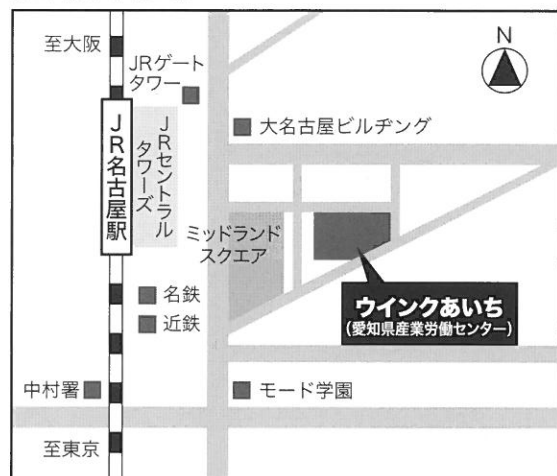 至大阪
JRゲート
タワー
N
大名古屋ビルヂング
JR名古屋駅
JRセントラル
タワーズ
ミッドランド
スクエア
名鉄
近鉄
ウインクあいち
(愛知県産業労働センター)
中村署
モード学園
至東京